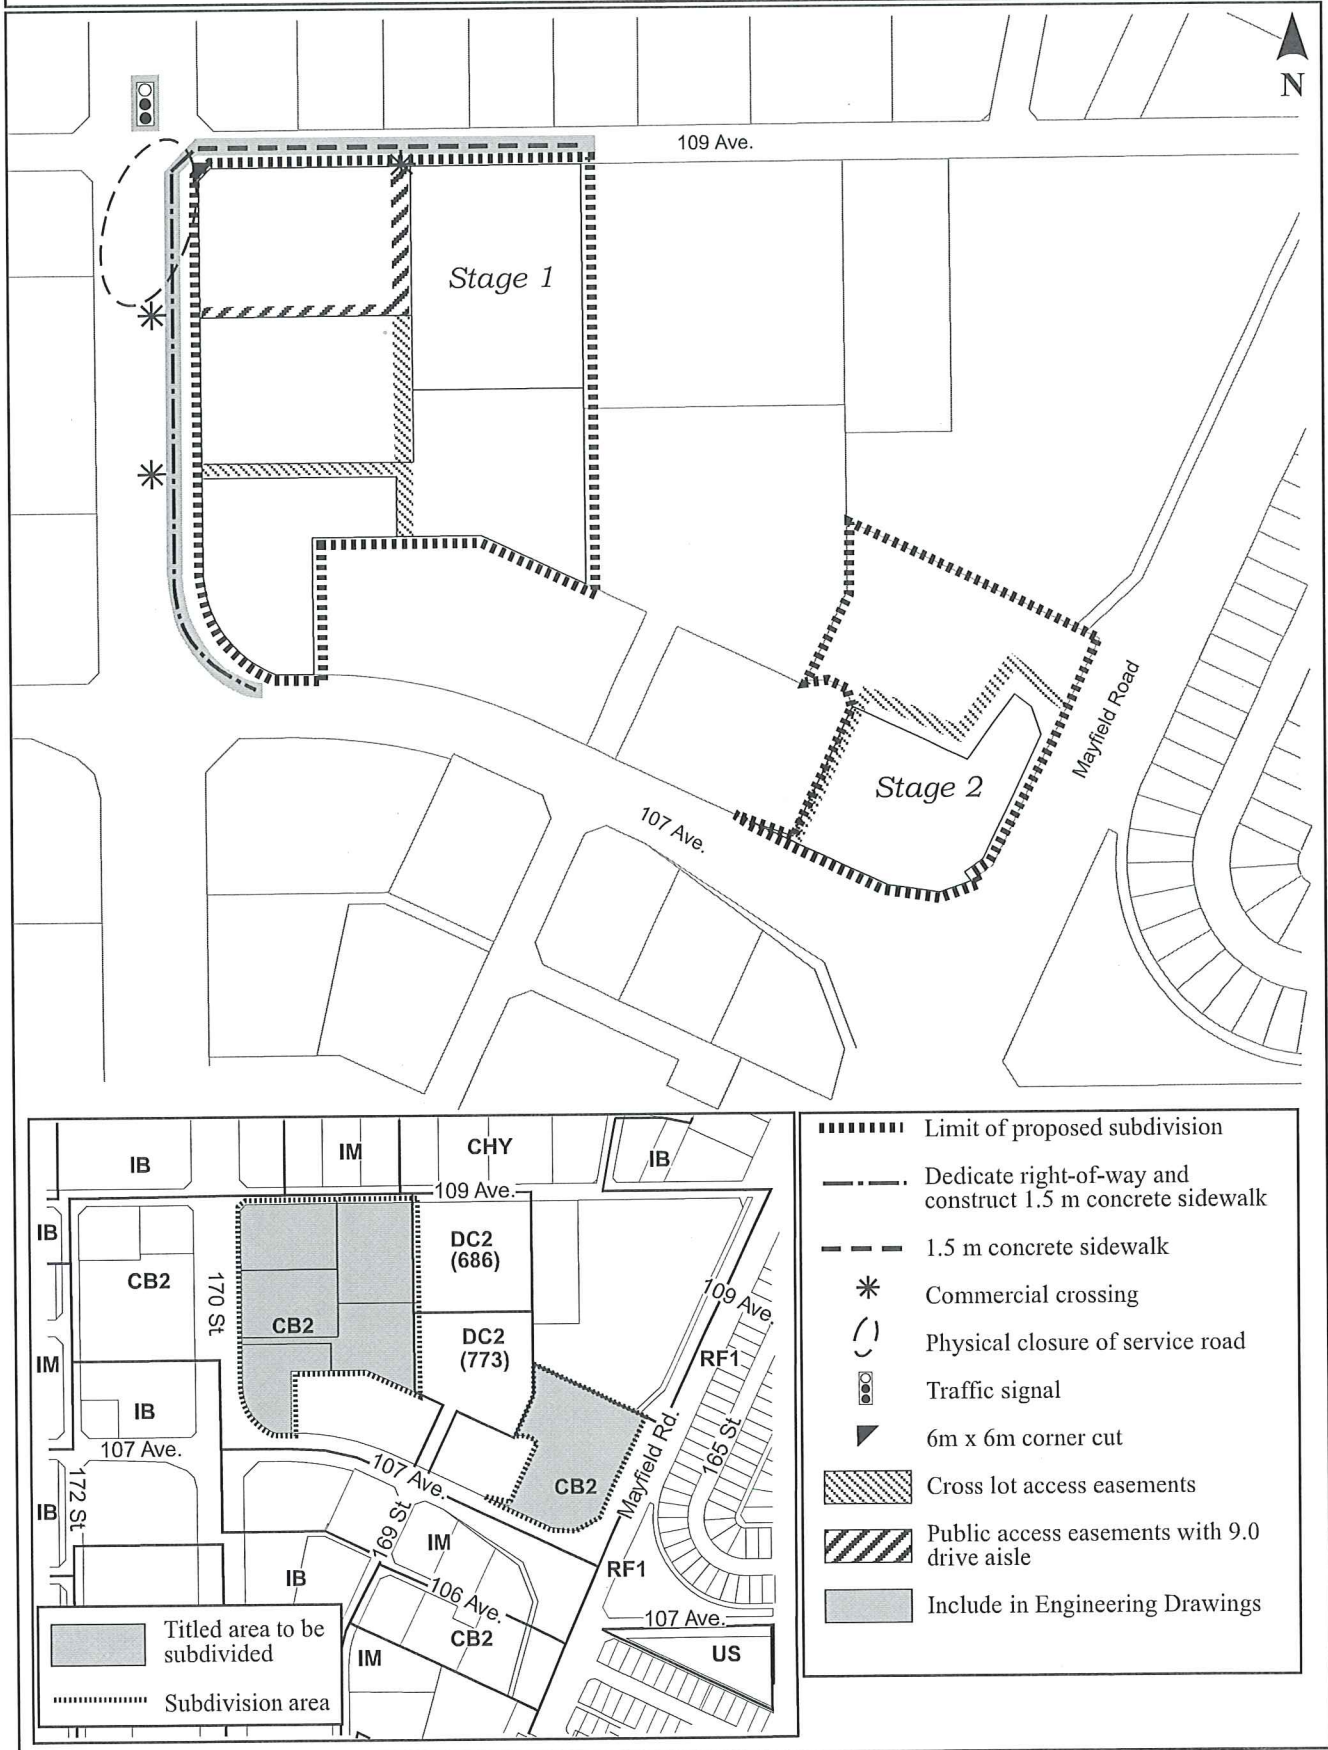 N
109 Ave.
Stage 1
Mayfield Road
Stage 2
107 Ave.
IB
IM
CHY
IB
109 Ave.
IB
DC2
(686)
CB2
170 St
109 Ave.
CB2
DC2
(773)
IM
RF1
IB
165 St
107 Ave.
Mayfield Rd.
107 Ave.
CB2
172 St
IB
169 St
IM
IB
RF1
106 Ave.
107 Ave.
CB2
US
IM
Titled area to be
subdivided
Subdivision area
Limit of proposed subdivision
Dedicate right-of-way and
construct 1.5 m concrete sidewalk
1.5 m concrete sidewalk
Commercial crossing
Physical closure of service road
Traffic signal
6m x 6m corner cut
Cross lot access easements
Public access easements with 9.0
drive aisle
Include in Engineering Drawings